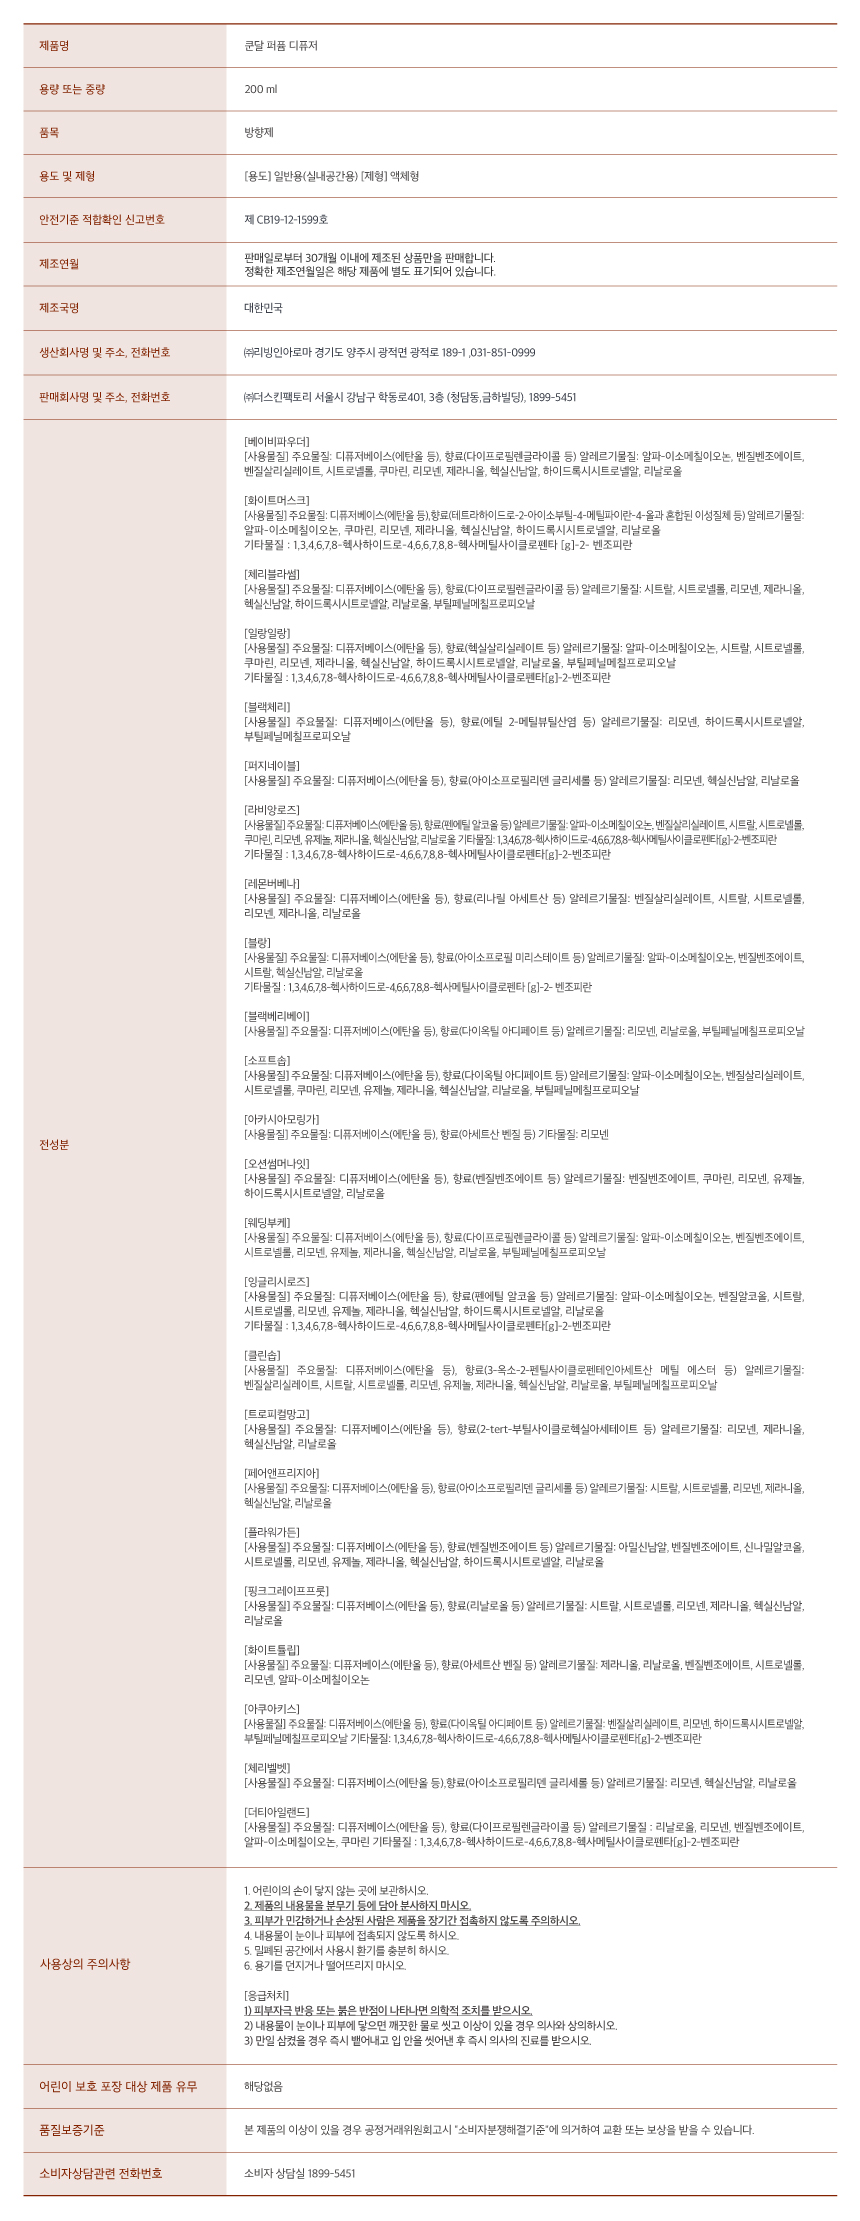 제품명
쿤달 퍼퓸 디퓨저
용량 또는 중량
200 ml
품목
방향제
용도 및 제형
[용도] 일반용(실내공간용) [제형] 액체형
안전기준 적합확인 신고번호
제 CB19-12-1599호
제조연월
판매일로부터 30개월 이내에 제조된 상품만을 판매합니다.
정확한 제조연월일은 해당 제품에 별도 표기되어 있습니다.
제조국명
대한민국
생산회사명 및 주소, 전화번호
㈜리빙인아로마 경기도 양주시 광적면 광적로 189-1 ,031-851-0999
판매회사명 및 주소, 전화번호
㈜더스킨팩토리 서울시 강남구 학동로401, 3층 (청담동,금하빌딩), 1899-5451
전성분
[베이비파우더]
[사용물질] 주요물질: 디퓨저베이스(에탄올 등), 향료(다이프로필렌글라이콜 등) 알레르기물질: 알파-이소메칠이오논, 벤질벤조에이트,
벤질살리실레이트, 시트로넬롤, 쿠마린, 리모넨, 제라니올, 헥실신남알, 하이드록시시트로넬알, 리날로올
[화이트머스크]
[사용물질] 주요물질: 디퓨저베이스(에탄올 등),향료(테트라하이드로-2-아이소부틸-4-메틸파이란-4-올과 혼합된 이성질체 등) 알레르기물질:
알파-이소메칠이오논, 쿠마린, 리모넨, 제라니올, 헥실신남알, 하이드록시시트로넬알, 리날로올
기타물질 : 1,3,4,6,7,8-헥사하이드로-4,6,6,7,8,8-헥사메틸사이클로펜타 [g]-2- 벤조피란
[체리블라썸]
[사용물질] 주요물질: 디퓨저베이스(에탄올 등), 향료(다이프로필렌글라이콜 등) 알레르기물질: 시트랄, 시트로넬롤, 리모넨, 제라니올,
헥실신남알, 하이드록시시트로넬알, 리날로올, 부틸페닐메칠프로피오날
[일랑일랑]
[사용물질] 주요물질: 디퓨저베이스(에탄올 등), 향료(헥실살리실레이트 등) 알레르기물질: 알파-이소메칠이오논, 시트랄, 시트로넬롤,
쿠마린, 리모넨, 제라니올, 헥실신남알, 하이드록시시트로넬알, 리날로올, 부틸페닐메칠프로피오날
기타물질 : 1,3,4,6,7,8-헥사하이드로-4,6,6,7,8,8-헥사메틸사이클로펜타[g]-2-벤조피란
[블랙체리]
[사용물질] 주요물질: 디퓨저베이스(에탄올 등), 향료(에틸 2-메틸뷰틸산염 등) 알레르기물질: 리모넨, 하이드록시시트로넬알,
부틸페닐메칠프로피오날
[퍼지네이블]
[사용물질] 주요물질: 디퓨저베이스(에탄올 등), 향료(아이소프로필리덴 글리세롤 등) 알레르기물질: 리모넨, 헥실신남알, 리날로올
[라비앙로즈]
[사용물질] 주요물질: 디퓨저베이스(에탄올 등), 향료(펜에틸 알코올 등) 알레르기물질: 알파-이소메칠이오논, 벤질살리실레이트, 시트랄, 시트로넬롤,
쿠마린, 리모넨, 유제놀, 제라니올, 헥실신남알, 리날로올 기타물질: 1,3,4,6,7,8-헥사하이드로-4,6,6,7,8,8-헥사메틸사이클로펜타[g]-2-벤조피란
기타물질 : 1,3,4,6,7,8-헥사하이드로-4,6,6,7,8,8-헥사메틸사이클로펜타[g]-2-벤조피란
[레몬버베나]
[사용물질] 주요물질: 디퓨저베이스(에탄올 등), 향료(리나릴 아세트산 등) 알레르기물질: 벤질살리실레이트, 시트랄, 시트로넬롤,
리모넨, 제라니올, 리날로올
[블랑]
[사용물질] 주요물질: 디퓨저베이스(에탄올 등), 향료(아이소프로필 미리스테이트 등) 알레르기물질: 알파-이소메칠이오논, 벤질벤조에이트,
시트랄, 헥실신남알, 리날로올
기타물질 : 1,3,4,6,7,8-헥사하이드로-4,6,6,7,8,8-헥사메틸사이클로펜타 [g]-2- 벤조피란
[블랙베리베이]
[사용물질] 주요물질: 디퓨저베이스(에탄올 등), 향료(다이옥틸 아디페이트 등) 알레르기물질: 리모넨, 리날로올, 부틸페닐메칠프로피오날
[소프트솝]
[사용물질] 주요물질: 디퓨저베이스(에탄올 등), 향료(다이옥틸 아디페이트 등) 알레르기물질: 알파-이소메칠이오논, 벤질살리실레이트,
시트로넬롤, 쿠마린, 리모넨, 유제놀, 제라니올, 헥실신남알, 리날로올, 부틸페닐메칠프로피오날
[아카시아모링가]
[사용물질] 주요물질: 디퓨저베이스(에탄올 등), 향료(아세트산 벤질 등) 기타물질: 리모넨
[오션썸머나잇]
[사용물질] 주요물질: 디퓨저베이스(에탄올 등), 향료(벤질벤조에이트 등) 알레르기물질: 벤질벤조에이트, 쿠마린, 리모넨, 유제놀,
하이드록시시트로넬알, 리날로올
[웨딩부케]
[사용물질] 주요물질: 디퓨저베이스(에탄올 등), 향료(다이프로필렌글라이콜 등) 알레르기물질: 알파-이소메칠이오논, 벤질벤조에이트,
시트로넬롤, 리모넨, 유제놀, 제라니올, 헥실신남알, 리날로올, 부틸페닐메칠프로피오날
[잉글리시로즈]
[사용물질] 주요물질: 디퓨저베이스(에탄올 등), 향료(펜에틸 알코올 등) 알레르기물질: 알파-이소메칠이오논, 벤질알코올, 시트랄,
시트로넬롤, 리모넨, 유제놀, 제라니올, 헥실신남알, 하이드록시시트로넬알, 리날로올
기타물질 : 1,3,4,6,7,8-헥사하이드로-4,6,6,7,8,8-헥사메틸사이클로펜타[g]-2-벤조피란
[클린솝]
[사용물질] 주요물질: 디퓨저베이스(에탄올 등), 향료(3-옥소-2-펜틸사이클로펜테인아세트산 메틸 에스터 등) 알레르기물질:
벤질살리실레이트, 시트랄, 시트로넬롤, 리모넨, 유제놀, 제라니올, 헥실신남알, 리날로올, 부틸페닐메칠프로피오날
[트로피컬망고]
[사용물질] 주요물질: 디퓨저베이스(에탄올 등), 향료(2-tert-부틸사이클로헥실아세테이트 등) 알레르기물질: 리모넨, 제라니올,
헥실신남알, 리날로올
[페어앤프리지아]
[사용물질] 주요물질: 디퓨저베이스(에탄올 등), 향료(아이소프로필리덴 글리세롤 등) 알레르기물질: 시트랄, 시트로넬롤, 리모넨, 제라니올,
헥실신남알, 리날로올
[플라워가든]
[사용물질] 주요물질: 디퓨저베이스(에탄올 등), 향료(벤질벤조에이트 등) 알레르기물질: 아밀신남알, 벤질벤조에이트, 신나밀알코올,
시트로넬롤, 리모넨, 유제놀, 제라니올, 헥실신남알, 하이드록시시트로넬알, 리날로올
[핑크그레이프프룻]
[사용물질] 주요물질: 디퓨저베이스(에탄올 등), 향료(리날로올 등) 알레르기물질: 시트랄, 시트로넬롤, 리모넨, 제라니올, 헥실신남알,
리날로올
[화이트튤립]
[사용물질] 주요물질: 디퓨저베이스(에탄올 등), 향료(아세트산 벤질 등) 알레르기물질: 제라니올, 리날로올, 벤질벤조에이트, 시트로넬롤,
리모넨, 알파-이소메칠이오논
[아쿠아키스]
[사용물질] 주요물질: 디퓨저베이스(에탄올 등), 향료(다이옥틸 아디페이트 등) 알레르기물질: 벤질살리실레이트, 리모넨, 하이드록시시트로넬알,
부틸페닐메칠프로피오날 기타물질: 1,3,4,6,7,8-헥사하이드로-4,6,6,7,8,8-헥사메틸사이클로펜타[g]-2-벤조피란
[체리벨벳]
[사용물질] 주요물질: 디퓨저베이스(에탄올 등),향료(아이소프로필리덴 글리세롤 등) 알레르기물질: 리모넨, 헥실신남알, 리날로올
[더티아일랜드]
[사용물질] 주요물질: 디퓨저베이스(에탄올 등), 향료(다이프로필렌글라이콜 등) 알레르기물질 : 리날로올, 리모넨, 벤질벤조에이트,
알파-이소메칠이오논, 쿠마린 기타물질 : 1,3,4,6,7,8-헥사하이드로-4,6,6,7,8,8-헥사메틸사이클로펜타[g]-2-벤조피란
사용상의 주의사항
1. 어린이의 손이 닿지 않는 곳에 보관하시오.
2. 제품의 내용물을 분무기 등에 담아 분사하지 마시오.
3. 피부가 민감하거나 손상된 사람은 제품을 장기간 접촉하지 않도록 주의하시오.
4. 내용물이 눈이나 피부에 접촉되지 않도록 하시오.
5. 밀폐된 공간에서 사용시 환기를 충분히 하시오.
6. 용기를 던지거나 떨어뜨리지 마시오.
[응급처치]
1) 피부자극 반응 또는 붉은 반점이 나타나면 의학적 조치를 받으시오.
2) 내용물이 눈이나 피부에 닿으면 깨끗한 물로 씻고 이상이 있을 경우 의사와 상의하시오.
3) 만일 삼켰을 경우 즉시 뱉어내고 입 안을 씻어낸 후 즉시 의사의 진료를 받으시오.
어린이 보호 포장 대상 제품 유무
해당없음
품질보증기준
본 제품의 이상이 있을 경우 공정거래위원회고시 "소비자분쟁해결기준"에 의거하여 교환 또는 보상을 받을 수 있습니다.
소비자상담관련 전화번호
소비자 상담실 1899-5451